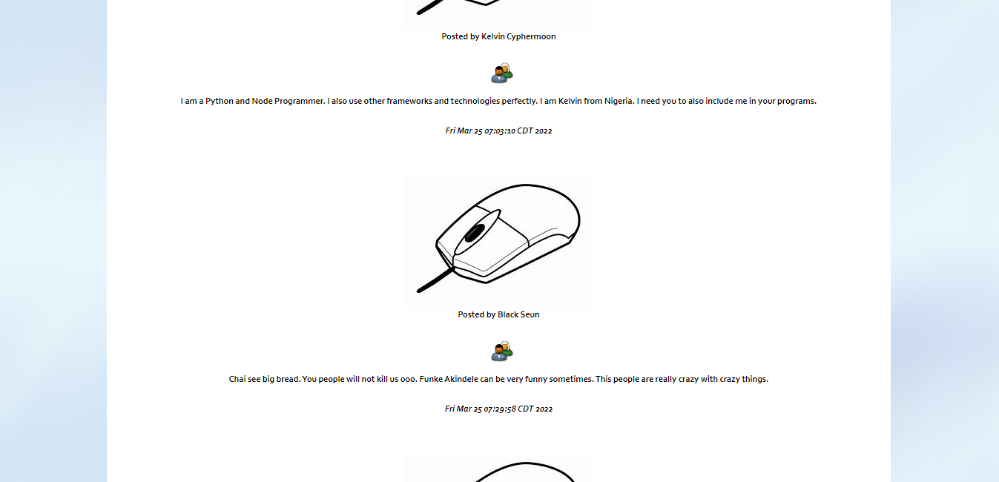 Posted by Kelvin Cyphermoon
I am a Python and Node Programmer. I also use other frameworks and technologies perfectly. I am Kelvin from Nigeria. I need you to also include me in your programs.
Fri Mar 25 07:03:10 CDT 2022
Posted by Black Seun
Chai see big bread. You people will not kill us ooo. Funke Akindele can be very funny sometimes. This people are really crazy with crazy things.
Fri Mar 25 07:29:58 CDT 2022